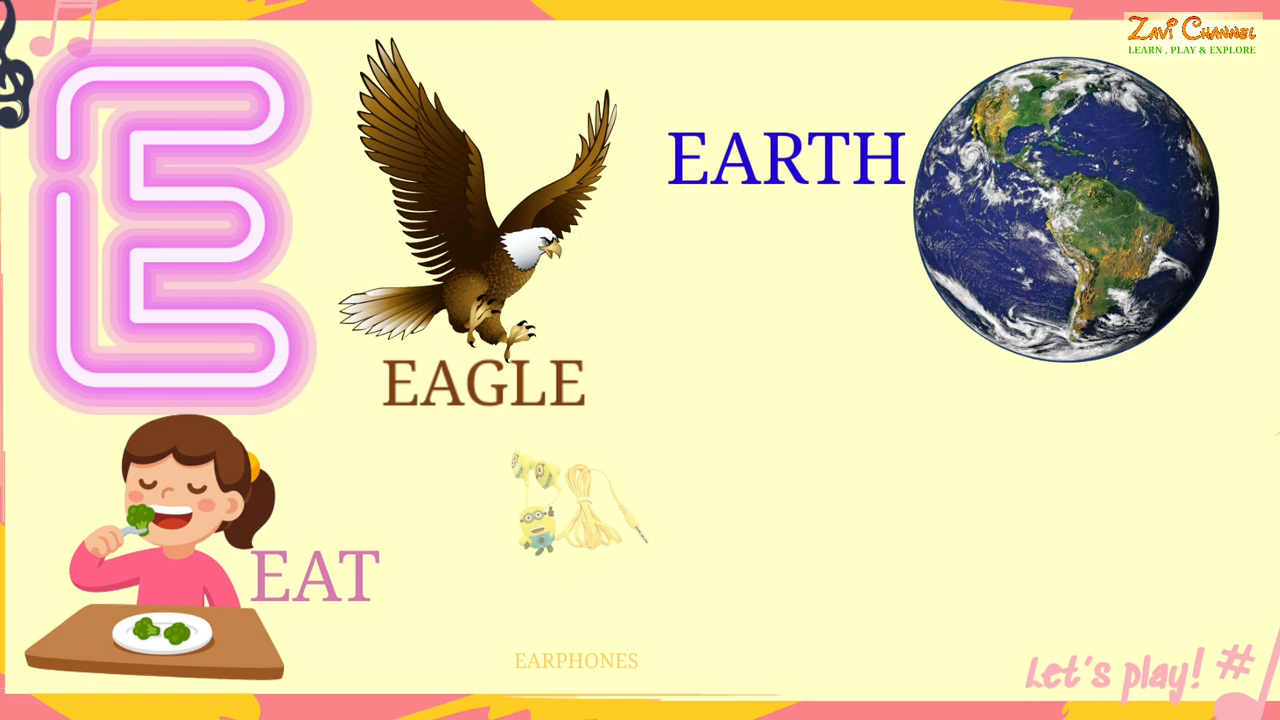 ZAVI CHANNEL
LEARN , PLAY & EXPLORE
E
EARTH
EAGLE
EAT
EARPHONES
Let's play! #